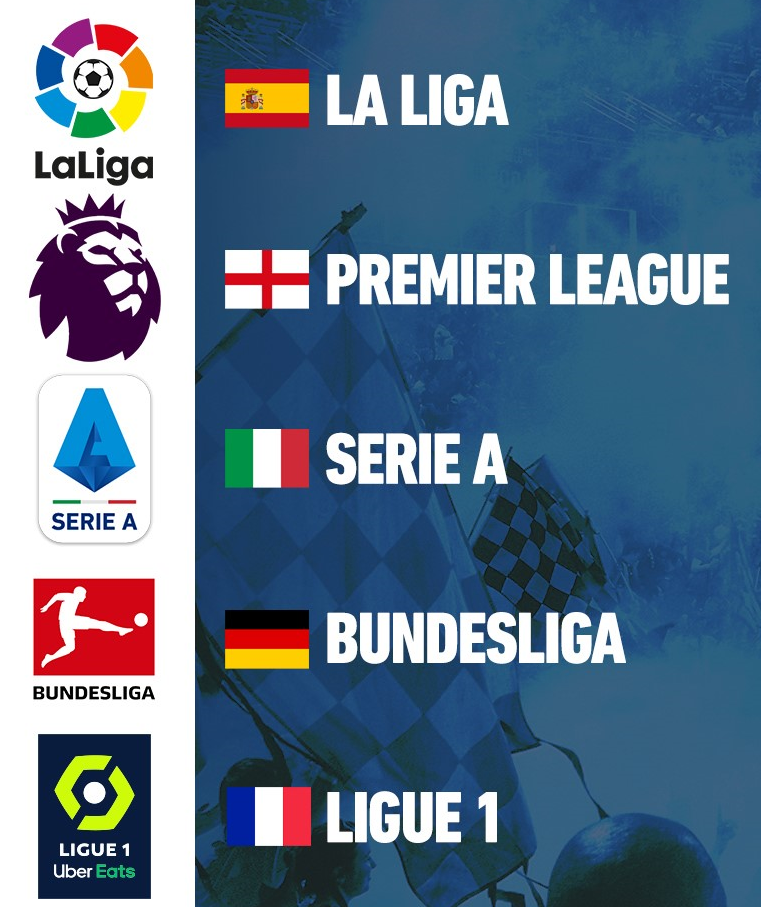 LaLiga
LA LIGA
PREMIER LEAGUE
SERIE A
SERIE A
BUNDESLIGA
BUNDESLIGA
LIGUE 1
Uber Eats
LIGUE 1